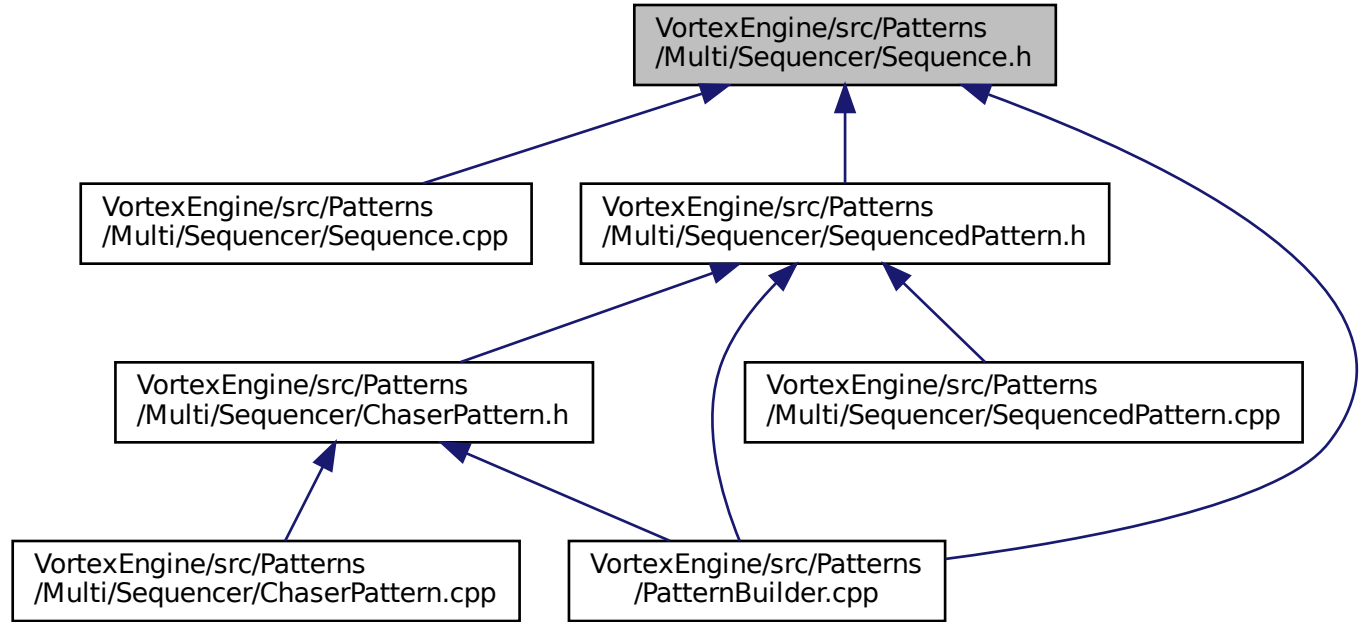 VortexEngine/src/Patterns
/Multi/Sequencer/Sequence.h
VortexEngine/src/Patterns
/Multi/Sequencer/Sequence.cpp
VortexEngine/src/Patterns
/Multi/Sequencer/SequencedPattern.h
VortexEngine/src/Patterns
/Multi/Sequencer/ChaserPattern.h
VortexEngine/src/Patterns
/Multi/Sequencer/SequencedPattern.cpp
VortexEngine/src/Patterns
/Multi/Sequencer/ChaserPattern.cpp
VortexEngine/src/Patterns
/PatternBuilder.cpp